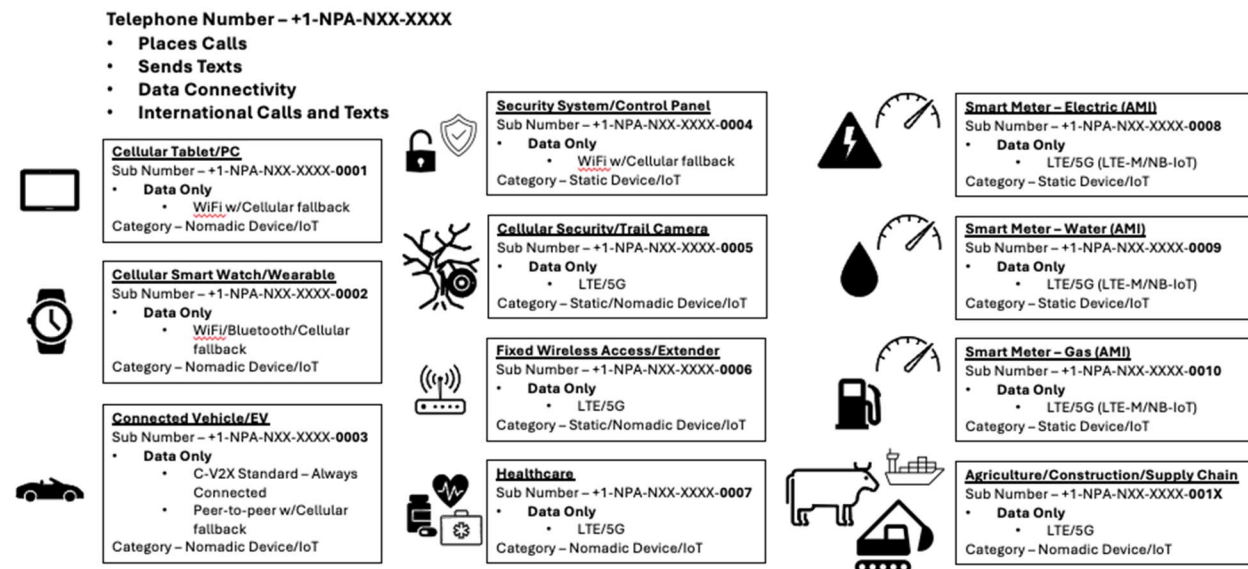 Telephone Number – +1-NPA-NXX-XXXX
• Places Calls
• Sends Texts
• Data Connectivity
• International Calls and Texts
Cellular Tablet/PC
Sub Number – +1-NPA-NXX-XXXX-0001
• Data Only
• WiFi w/Cellular fallback
Category – Nomadic Device/IoT
Cellular Smart Watch/Wearable
Sub Number – +1-NPA-NXX-XXXX-0002
• Data Only
• WiFi/Bluetooth/Cellular
fallback
Category – Nomadic Device/IoT
Connected Vehicle/EV
Sub Number – +1-NPA-NXX-XXXX-0003
• Data Only
• C-V2X Standard – Always
Connected
• Peer-to-peer w/Cellular
fallback
Category – Nomadic Device/IoT
Security System/Control Panel
Sub Number – +1-NPA-NXX-XXXX-0004
• Data Only
• WiFi w/Cellular fallback
Category – Static Device/IoT
Cellular Security/Trail Camera
Sub Number – +1-NPA-NXX-XXXX-0005
• Data Only
• LTE/5G
Category – Static/Nomadic Device/IoT
Fixed Wireless Access/Extender
Sub Number – +1-NPA-NXX-XXXX-0006
• Data Only
• LTE/5G
Category – Static/Nomadic Device/IoT
Healthcare
Sub Number – +1-NPA-NXX-XXXX-0007
• Data Only
• LTE/5G
Category – Nomadic Device/IoT
Smart Meter – Electric (AMI)
Sub Number – +1-NPA-NXX-XXXX-0008
• Data Only
• LTE/5G (LTE-M/NB-IoT)
Category – Static Device/IoT
Smart Meter – Water (AMI)
Sub Number – +1-NPA-NXX-XXXX-0009
• Data Only
• LTE/5G (LTE-M/NB-IoT)
Category – Static Device/IoT
Smart Meter – Gas (AMI)
Sub Number – +1-NPA-NXX-XXXX-0010
• Data Only
• LTE/5G (LTE-M/NB-IoT)
Category – Static Device/IoT
Agriculture/Construction/Supply Chain
Sub Number – +1-NPA-NXX-XXXX-001X
• Data Only
• LTE/5G
Category – Nomadic Device/IoT